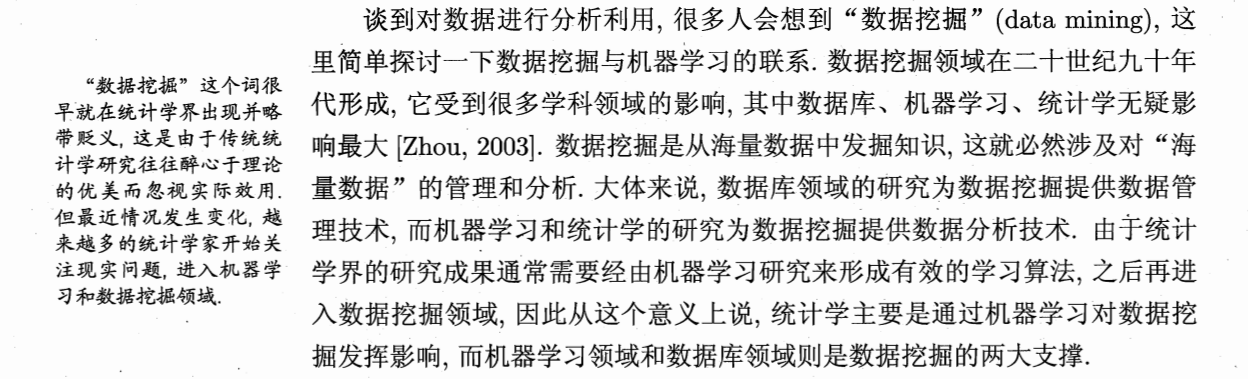 谈到对数据进行分析利用, 很多人会想到“数据挖掘”(data mining), 这
里简单探讨一下数据挖掘与机器学习的联系. 数据挖掘领域在二十世纪九十年
代形成, 它受到很多学科领域的影响, 其中数据库、机器学习、统计学无疑影
响最大 [Zhou, 2003]. 数据挖掘是从海量数据中发掘知识, 这就必然涉及对“海
量数据”的管理和分析. 大体来说, 数据库领域的研究为数据挖掘提供数据管
理技术, 而机器学习和统计学的研究为数据挖掘提供数据分析技术. 由于统计
学界的研究成果通常需要经由机器学习研究来形成有效的学习算法, 之后再进
入数据挖掘领域, 因此从这个意义上说, 统计学主要是通过机器学习对数据挖
掘发挥影响, 而机器学习领域和数据库领域则是数据挖掘的两大支撑.
“数据挖掘”这个词很
早就在统计学界出现并略
带贬义, 这是由于传统统
计学研究往往醉心于理论
的优美而忽视实际效用.
但最近情况发生变化, 越
来越多的统计学家开始关
注现实问题, 进入机器学
习和数据挖掘领域.